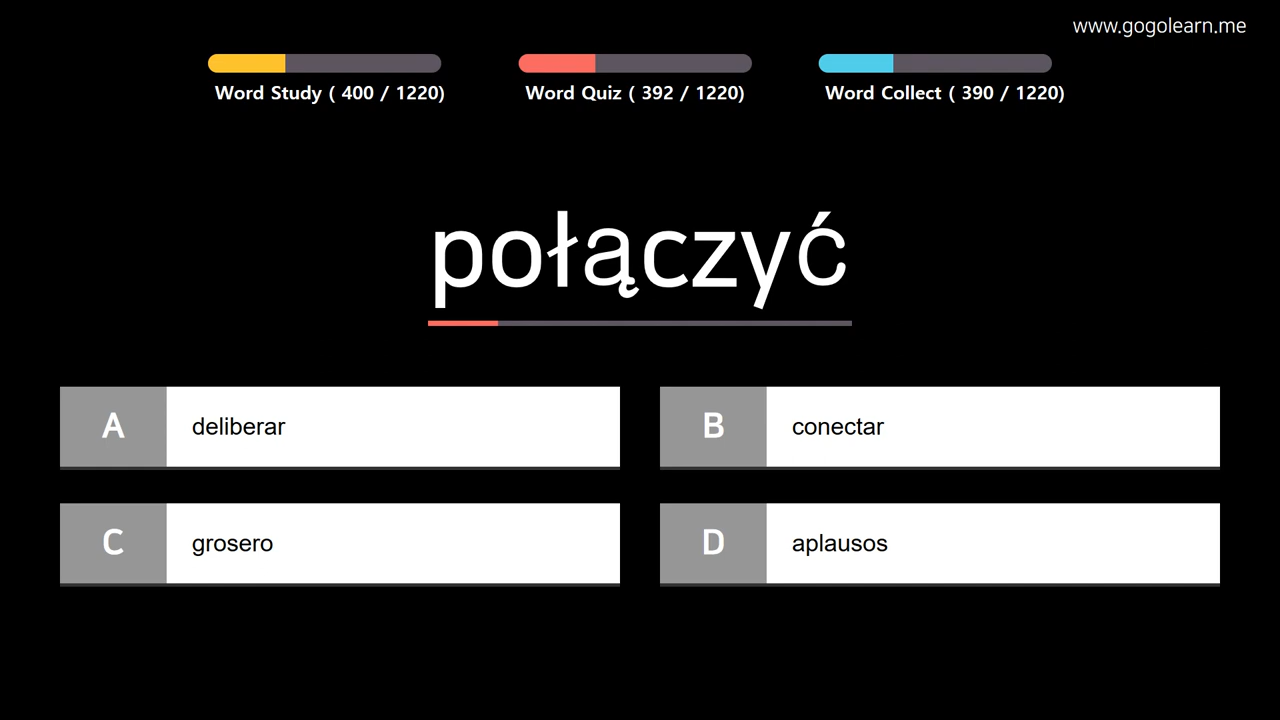 www.gogolearn.me
Word Study ( 400 / 1220)
Word Quiz ( 392 / 1220)
Word Collect ( 390 / 1220)
połączyć
A deliberar
B conectar
C grosero
D aplausos